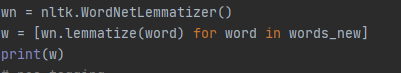 wn = nltk.WordNetLemmatizer()
w = [wn.lemmatize(word) for word in words_new]
print(w)